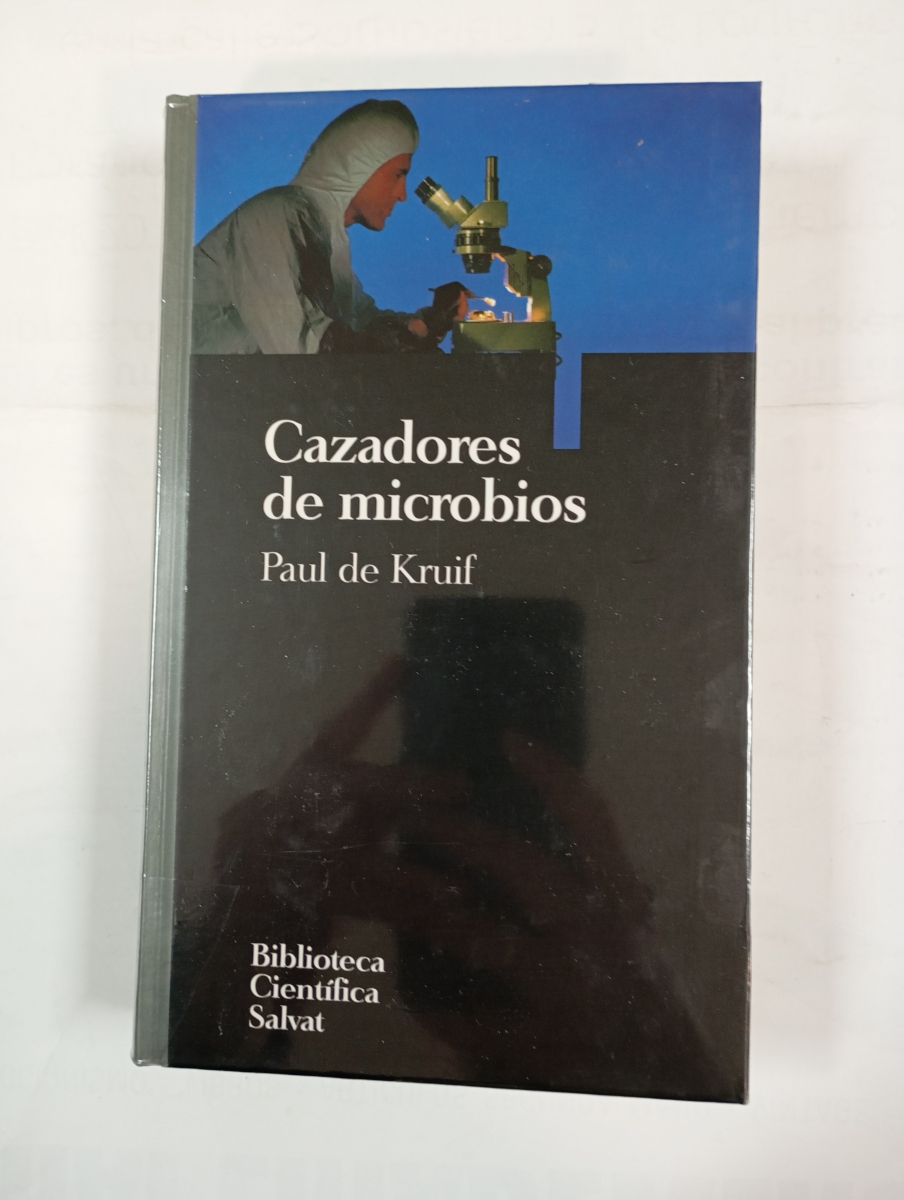 Cazadores
de microbios
Paul de Kruif
Biblioteca
Científica
Salvat